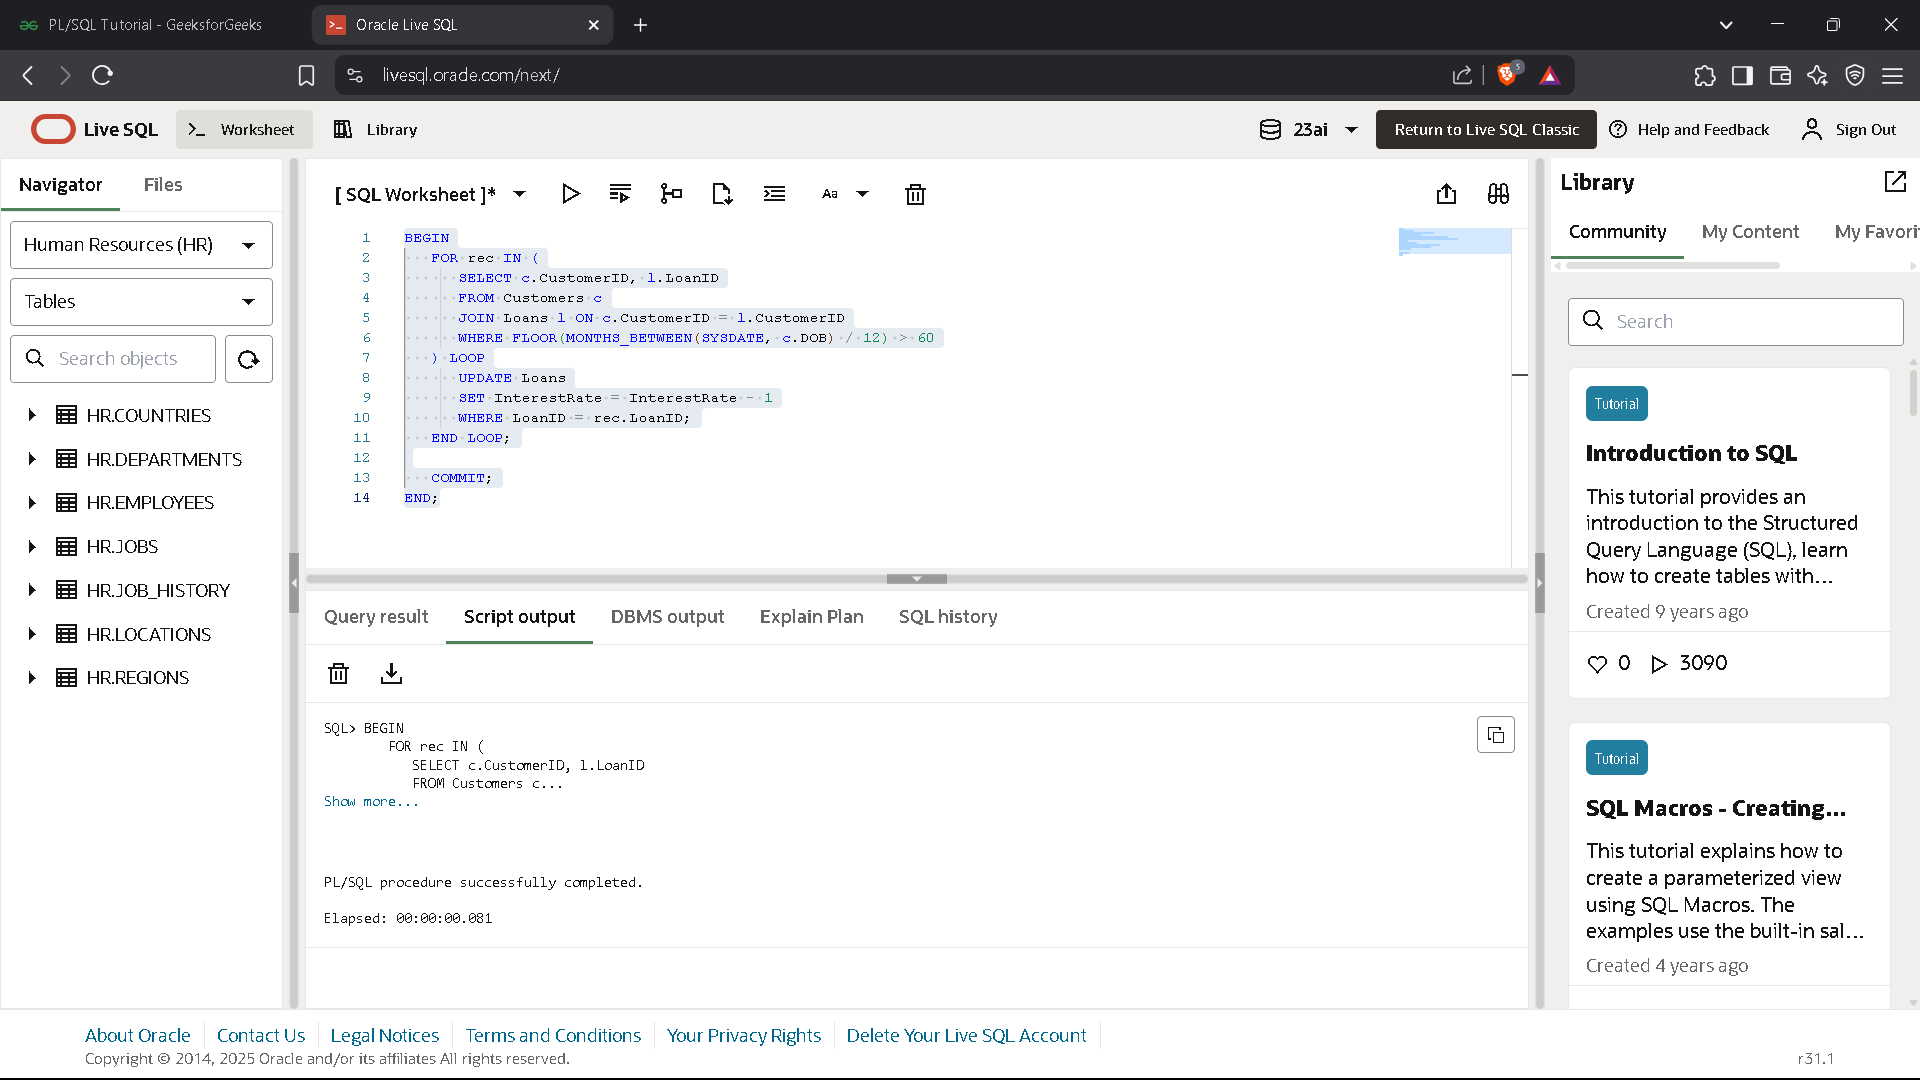 PL/SQL Tutorial - GeeksforGeeks
Oracle Live SQL
livesql.oracle.com/next/
5
Live SQL
Worksheet
Library
23ai
Return to Live SQL Classic
Help and Feedback
Sign Out
Navigator
Files
Human Resources (HR)
Tables
Search objects
HR.COUNTRIES
HR.DEPARTMENTS
HR.EMPLOYEES
HR.JOBS
HR.JOB_HISTORY
HR.LOCATIONS
HR.REGIONS
[ SQL Worksheet ]*
Aa
1 BEGIN
2 FOR rec IN (
3 SELECT c.CustomerID, l.LoanID
4 FROM Customers c
5 JOIN Loans l ON c.CustomerID = l.CustomerID
6 WHERE FLOOR(MONTHS_BETWEEN(SYSDATE, c.DOB) / 12) > 60
7 ) LOOP
8 UPDATE Loans
9 SET InterestRate = InterestRate - 1
10 WHERE LoanID = rec.LoanID;
11 END LOOP;
12
13 COMMIT;
14 END;
Query result
Script output
DBMS output
Explain Plan
SQL history
SQL> BEGIN
FOR rec IN (
SELECT c.CustomerID, l.LoanID
FROM Customers c...
Show more...
PL/SQL procedure successfully completed.
Elapsed: 00:00:00.081
Library
Community
My Content
My Favori
Search
Tutorial
Introduction to SQL
This tutorial provides an
introduction to the Structured
Query Language (SQL), learn
how to create tables with...
Created 9 years ago
0
3090
Tutorial
SQL Macros - Creating...
This tutorial explains how to
create a parameterized view
using SQL Macros. The
examples use the built-in sal...
Created 4 years ago
About Oracle
Contact Us
Legal Notices
Terms and Conditions
Your Privacy Rights
Delete Your Live SQL Account
Copyright © 2014, 2025 Oracle and/or its affiliates All rights reserved.
r31.1